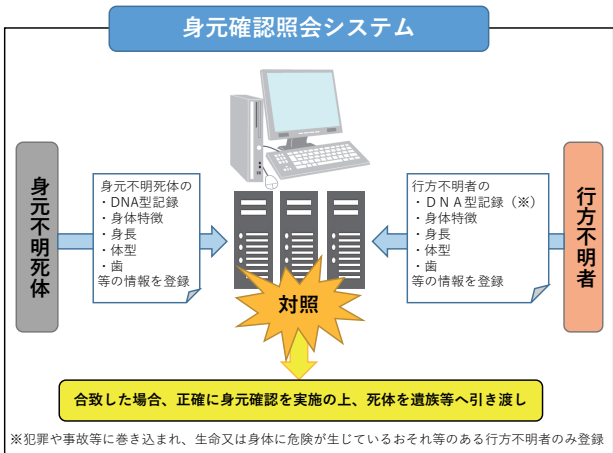 身元確認照会システム
身元不明死体
身元不明死体の
・DNA型記録
・身体特徴
・身長
・体型
・歯
等の情報を登録
行方不明者の
・ＤＮＡ型記録（※）
・身体特徴
・身長
・体型
・歯
等の情報を登録
行方不明者
対照
合致した場合、正確に身元確認を実施の上、死体を遺族等へ引き渡し
※犯罪や事故等に巻き込まれ、生命又は身体に危険が生じているおそれ等のある行方不明者のみ登録